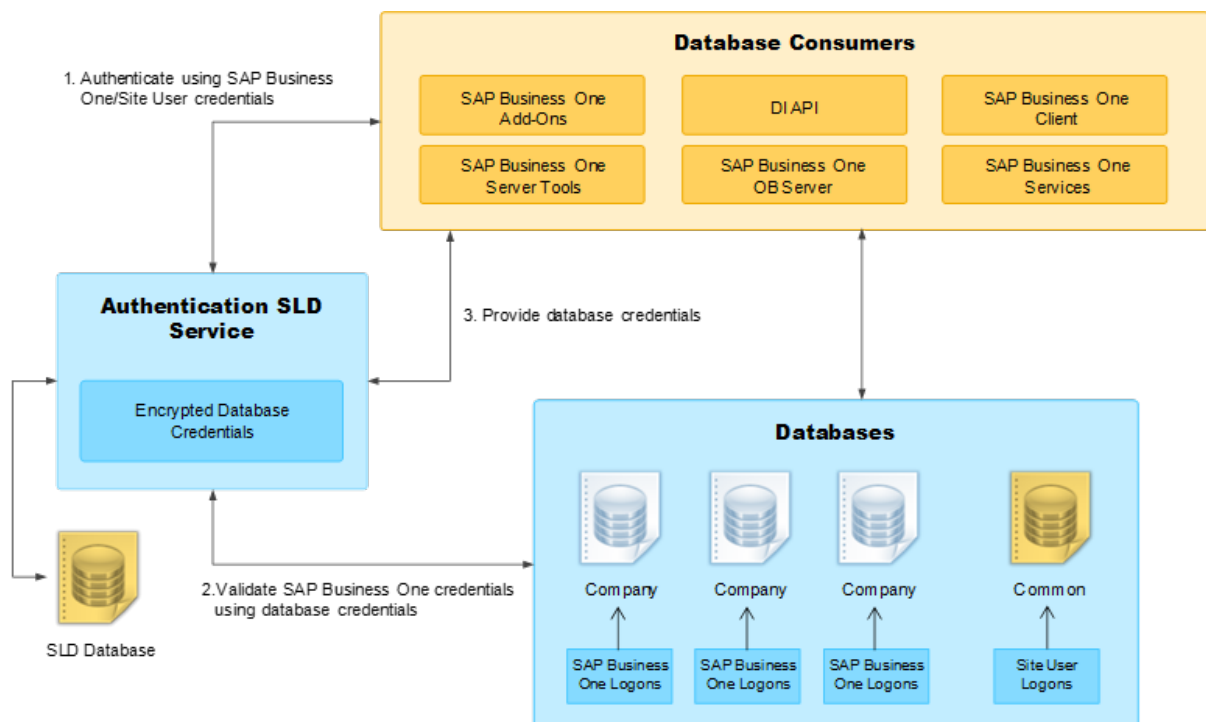 Database Consumers
1. Authenticate using SAP Business
One/Site User credentials
SAP Business One
Add-Ons
DI API
SAP Business One
Client
SAP Business One
Server Tools
SAP Business One
OB Server
SAP Business One
Services
Authentication SLD
Service
3. Provide database credentials
Encrypted Database
Credentials
Databases
2.Validate SAP Business One credentials
using database credentials
Company
Company
Company
Common
SLD Database
SAP Business
One Logons
SAP Business
One Logons
SAP Business
One Logons
Site User
Logons